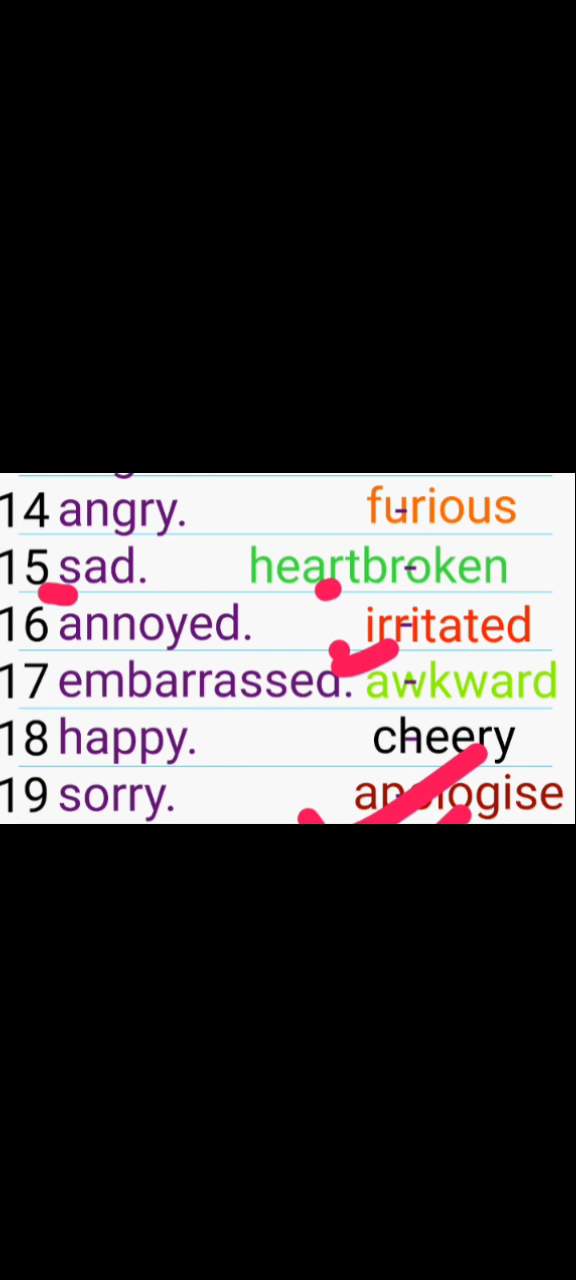 14 angry. - furious
15 sad. - heartbroken
16 annoyed. - irritated
17 embarrassed. - awkward
18 happy. - cheery
19 sorry. - apologise